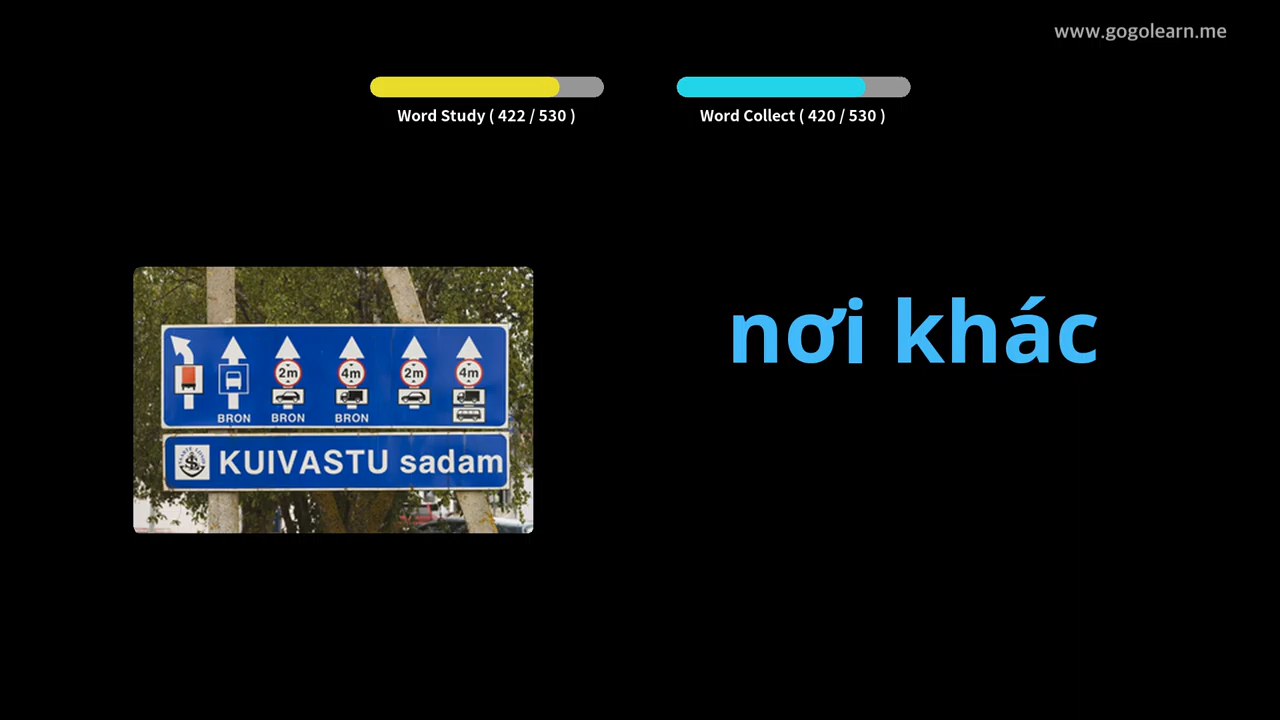 www.gogolearn.me
Word Study ( 422 / 530 )
Word Collect ( 420 / 530 )
nơi khác
2m
4m
2m
4m
BRON
BRON
BRON
KUIVASTU sadam